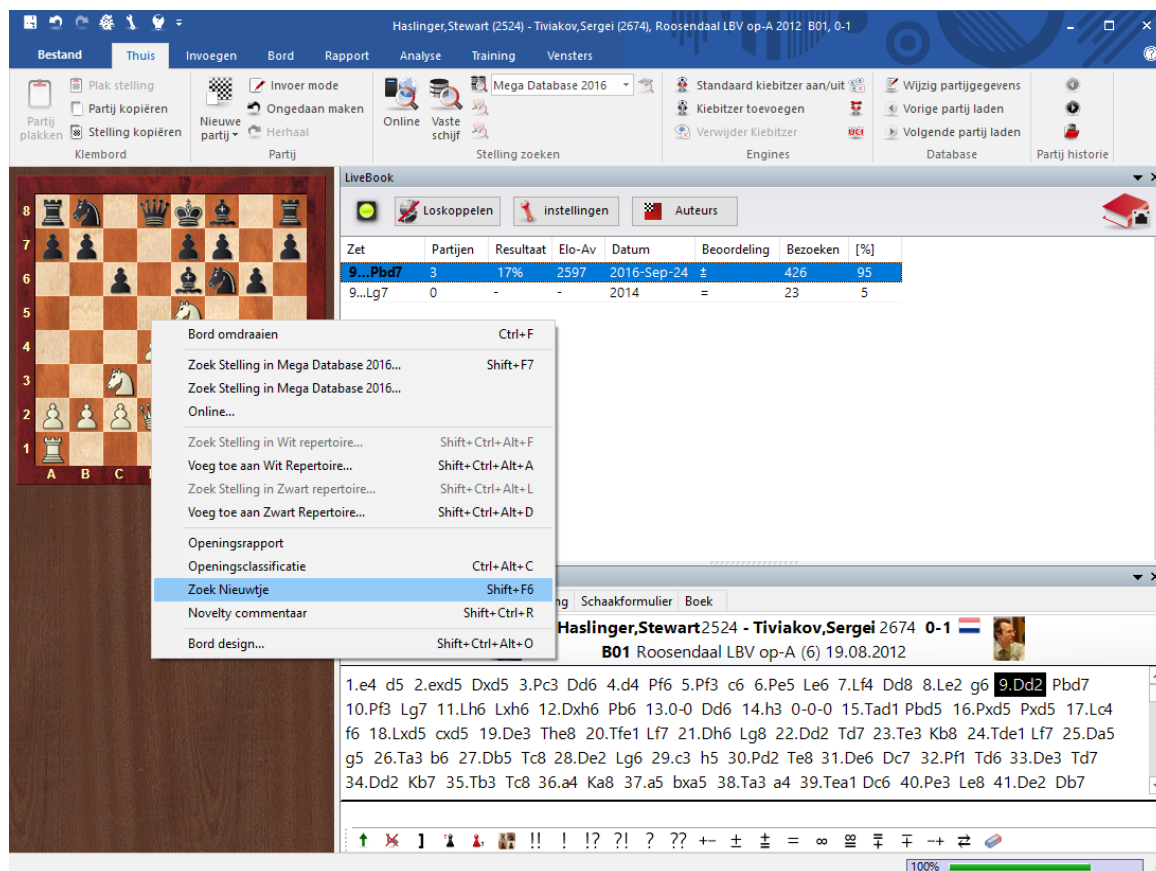 Haslinger,Stewart (2524) - Tiviakov,Sergei (2674), Roosendaal LBV op-A 2012 B01, 0-1
Bestand Thuis Invoegen Bord Rapport Analyse Training Vensters
Partij plakken
Plak stelling
Partij kopiëren
Stelling kopiëren
Klembord
Nieuwe partij
Invoer mode
Ongedaan maken
Herhaal
Partij
Online
Vaste schijf
Mega Database 2016
Stelling zoeken
Standaard kiebitzer aan/uit
Kiebitzer toevoegen
Verwijder Kiebitzer
UCI
Engines
Wijzig partijgegevens
Vorige partij laden
Volgende partij laden
Database
Partij historie
LiveBook
Loskoppelen instellingen Auteurs
Zet Partijen Resultaat Elo-Av Datum Beoordeling Bezoeken [%]
9...Pbd7 3 17% 2597 2016-Sep-24 ± 426 95
9...Lg7 0 - - 2014 = 23 5
8
7
6
5
4
3
2
1
A B C
Bord omdraaien Ctrl+F
Zoek Stelling in Mega Database 2016... Shift+F7
Zoek Stelling in Mega Database 2016...
Online...
Zoek Stelling in Wit repertoire... Shift+Ctrl+Alt+F
Voeg toe aan Wit Repertoire... Shift+Ctrl+Alt+A
Zoek Stelling in Zwart repertoire... Shift+Ctrl+Alt+L
Voeg toe aan Zwart Repertoire... Shift+Ctrl+Alt+D
Openingsrapport
Openingsclassificatie Ctrl+Alt+C
Zoek Nieuwtje Shift+F6
Novelty commentaar Shift+Ctrl+R
Bord design... Shift+Ctrl+Alt+O
ng Schaakformulier Boek
Haslinger,Stewart2524 - Tiviakov,Sergei 2674 0-1
B01 Roosendaal LBV op-A (6) 19.08.2012
1.e4 d5 2.exd5 Dxd5 3.Pc3 Dd6 4.d4 Pf6 5.Pf3 c6 6.Pe5 Le6 7.Lf4 Dd8 8.Le2 g6 9.Dd2 Pbd7
10.Pf3 Lg7 11.Lh6 Lxh6 12.Dxh6 Pb6 13.0-0 Dd6 14.h3 0-0-0 15.Tad1 Pbd5 16.Pxd5 Pxd5 17.Lc4
f6 18.Lxd5 cxd5 19.De3 The8 20.Tfe1 Lf7 21.Dh6 Lg8 22.Dd2 Td7 23.Te3 Kb8 24.Tde1 Lf7 25.Da5
g5 26.Ta3 b6 27.Db5 Tc8 28.De2 Lg6 29.c3 h5 30.Pd2 Te8 31.De6 Dc7 32.Pf1 Td6 33.De3 Td7
34.Dd2 Kb7 35.Tb3 Tc8 36.a4 Ka8 37.a5 bxa5 38.Ta3 a4 39.Tea1 Dc6 40.Pe3 Le8 41.De2 Db7
] !! ! !? ?! ? ?? +- ± ⩲ = ∞ ⯹ ⩱ ∓ -+ ⇄
100%